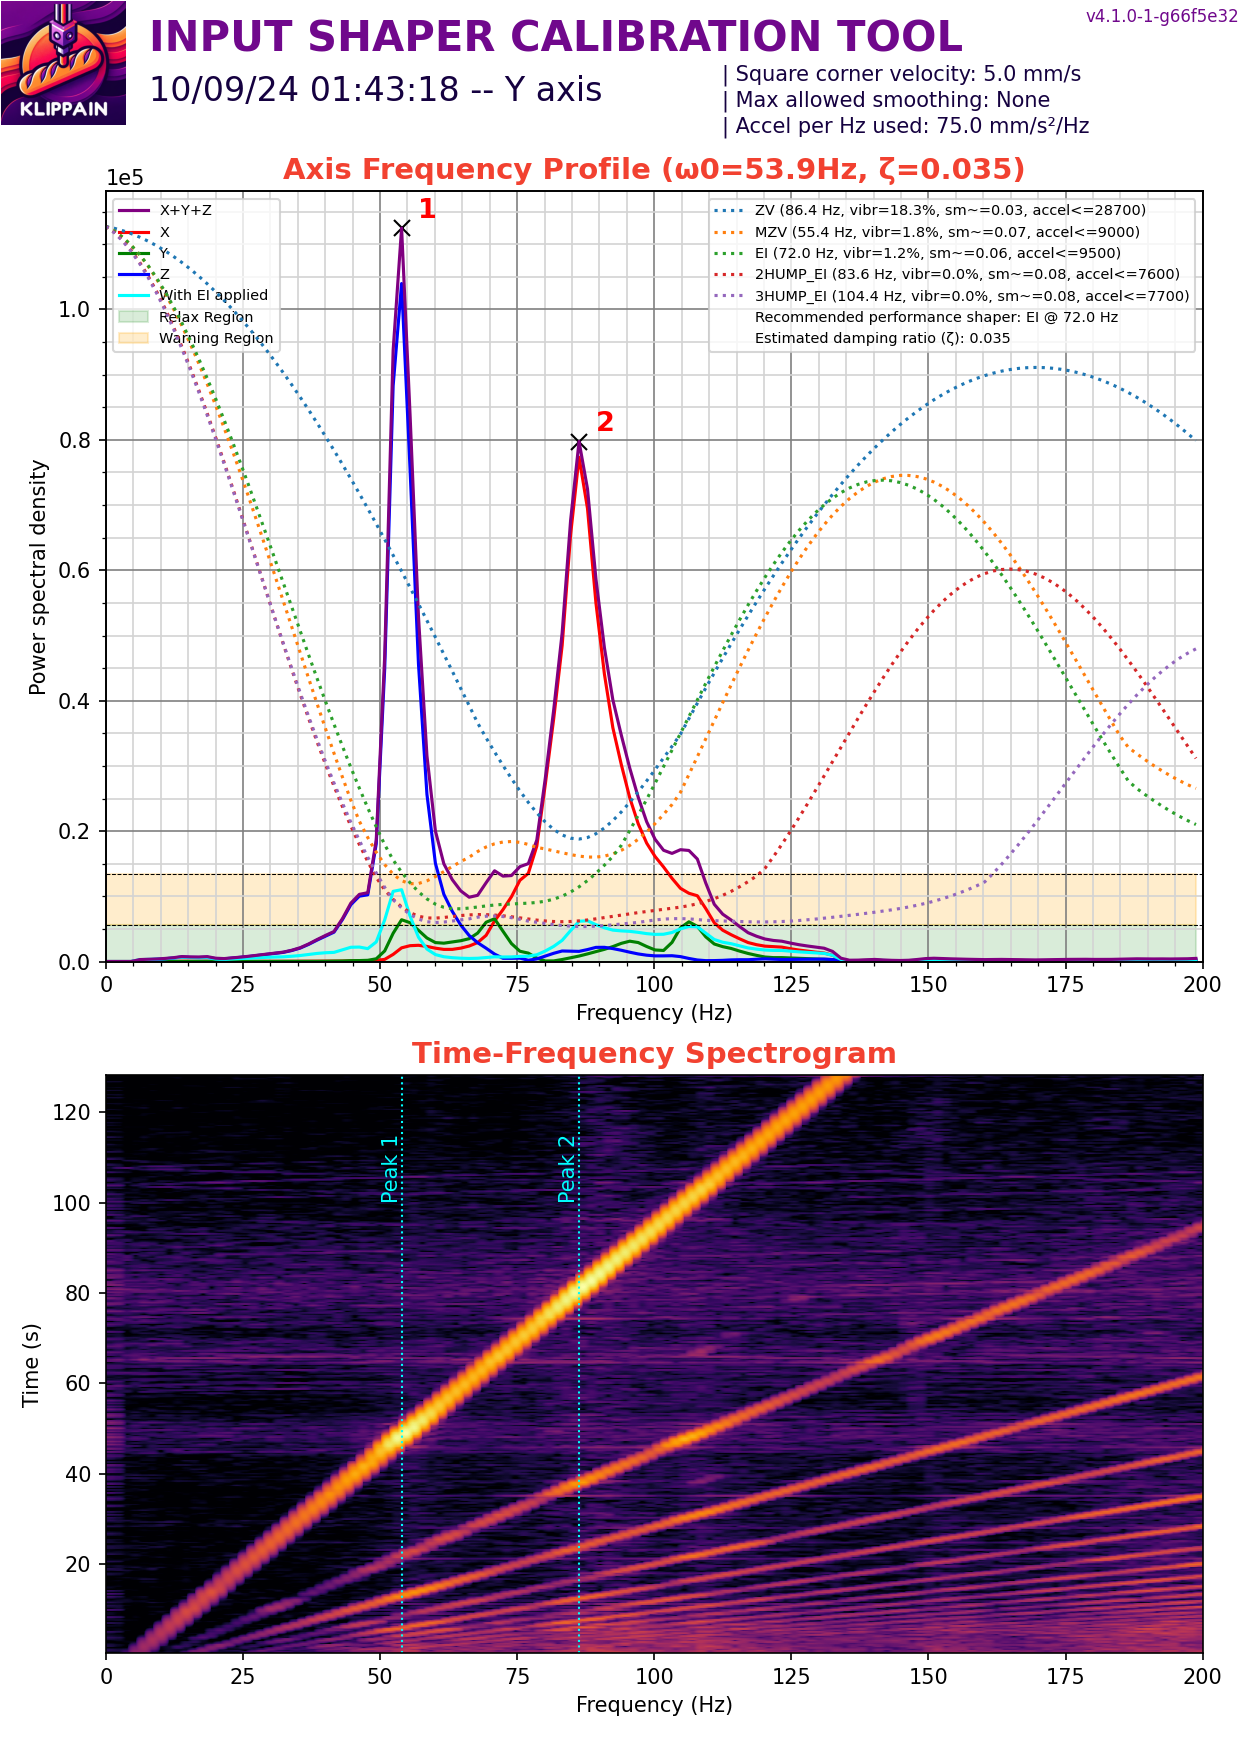 v4.1.0-1-g66f5e32
INPUT SHAPER CALIBRATION TOOL
10/09/24 01:43:18 -- Y axis
| Square corner velocity: 5.0 mm/s
| Max allowed smoothing: None
| Accel per Hz used: 75.0 mm/s²/Hz
KLIPPAIN
Axis Frequency Profile (ω0=53.9Hz, ζ=0.035)
1e5
X+Y+Z
X
Y
Z
With EI applied
Relax Region
Warning Region
1
2
ZV (86.4 Hz, vibr=18.3%, sm~=0.03, accel<=28700)
MZV (55.4 Hz, vibr=1.8%, sm~=0.07, accel<=9000)
EI (72.0 Hz, vibr=1.2%, sm~=0.06, accel<=9500)
2HUMP_EI (83.6 Hz, vibr=0.0%, sm~=0.08, accel<=7600)
3HUMP_EI (104.4 Hz, vibr=0.0%, sm~=0.08, accel<=7700)
Recommended performance shaper: EI @ 72.0 Hz
Estimated damping ratio (ζ): 0.035
Power spectral density
1.0
0.8
0.6
0.4
0.2
0.0
0 25 50 75 100 125 150 175 200
Frequency (Hz)
Time-Frequency Spectrogram
Time (s)
120
100
80
60
40
20
Peak 1
Peak 2
0 25 50 75 100 125 150 175 200
Frequency (Hz)